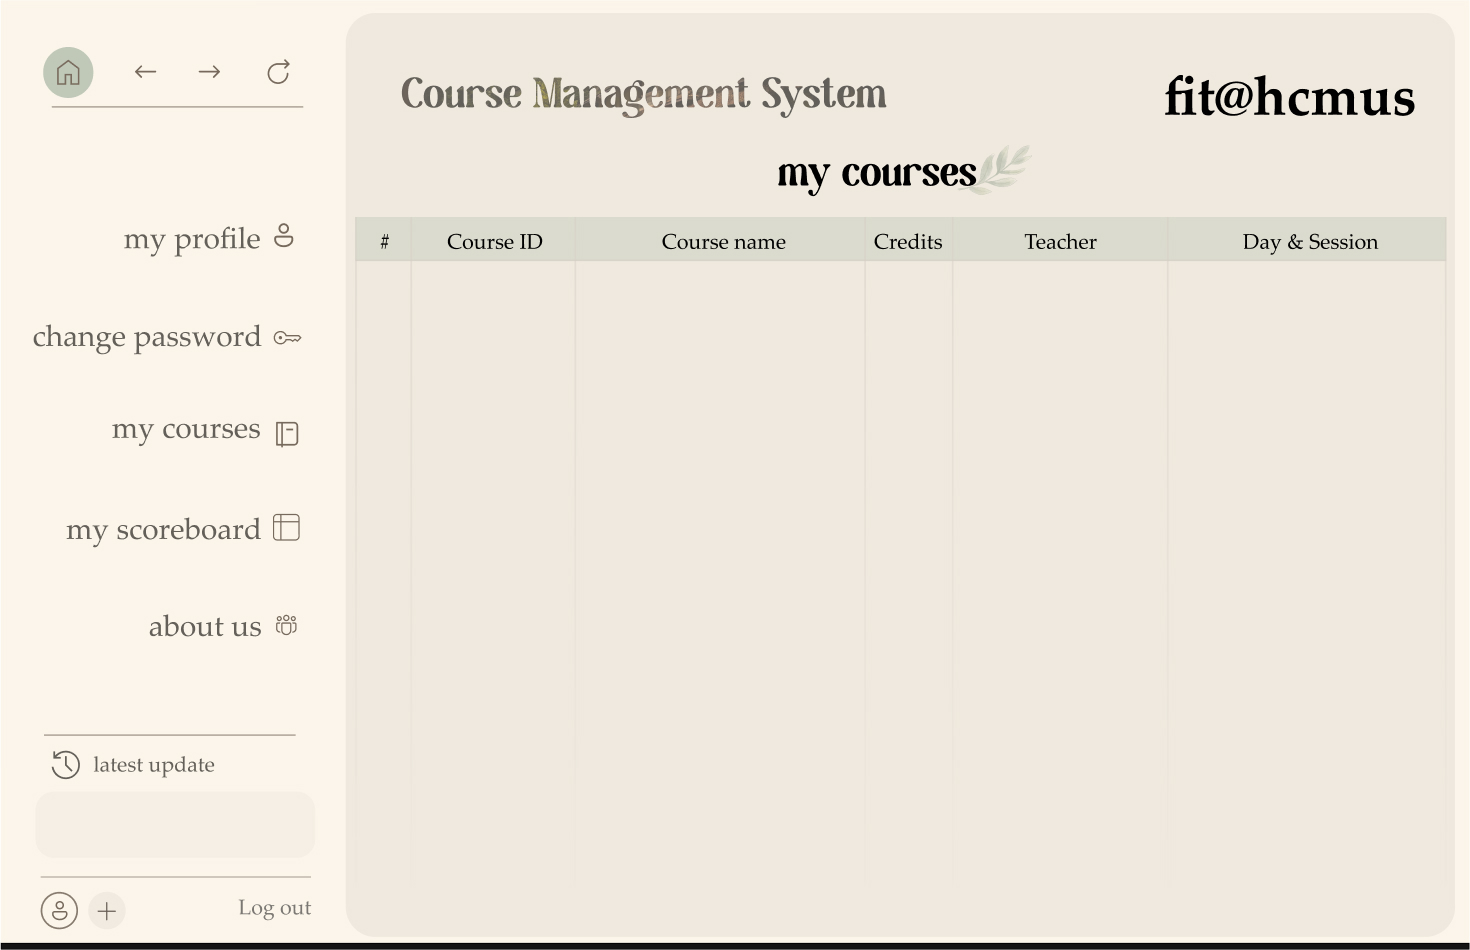 Course Management System
fit@hcmus
my courses
# Course ID Course name Credits Teacher Day & Session
my profile
change password
my courses
my scoreboard
about us
latest update
Log out